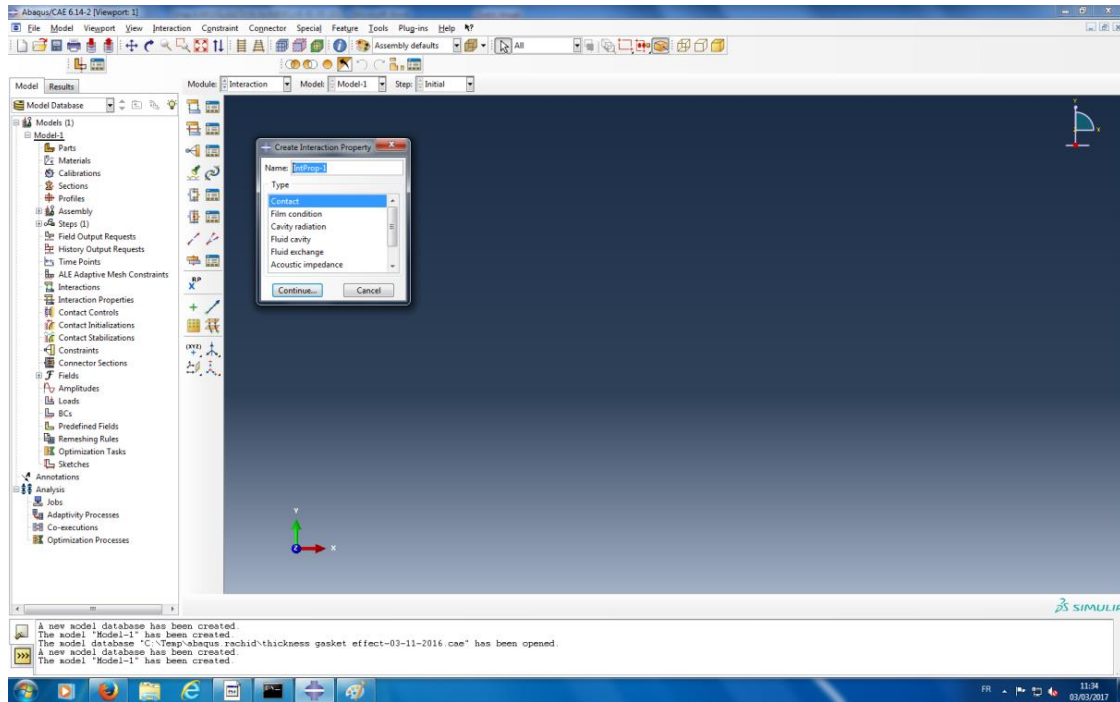 Abaqus/CAE 6.14-2 [Viewport: 1]
File Model Viewport View Interaction Constraint Connector Special Feature Tools Plug-ins Help
Assembly defaults All
Model Results Module: Interaction Model: Model-1 Step: Initial
Model Database
Models (1)
Model-1
Parts
Materials
Calibrations
Sections
Profiles
Assembly
Steps (1)
Field Output Requests
History Output Requests
Time Points
ALE Adaptive Mesh Constraints
Interactions
Interaction Properties
Contact Controls
Contact Initializations
Contact Stabilizations
Constraints
Connector Sections
Fields
Amplitudes
Loads
BCs
Predefined Fields
Remeshing Rules
Optimization Tasks
Sketches
Annotations
Analysis
Jobs
Adaptivity Processes
Co-executions
Optimization Processes
RP
(XYZ)
Create Interaction Property
Name: IntProp-1
Type
Contact
Film condition
Cavity radiation
Fluid cavity
Fluid exchange
Acoustic impedance
Continue... Cancel
Y
X
Y
Z X
SIMULIA
A new model database has been created.
The model "Model-1" has been created.
The model database "C:\Temp\abaqus_rachid\thickness gasket effect-03-11-2016.cae" has been opened.
A new model database has been created.
The model "Model-1" has been created.
FR 11:34
03/03/2017